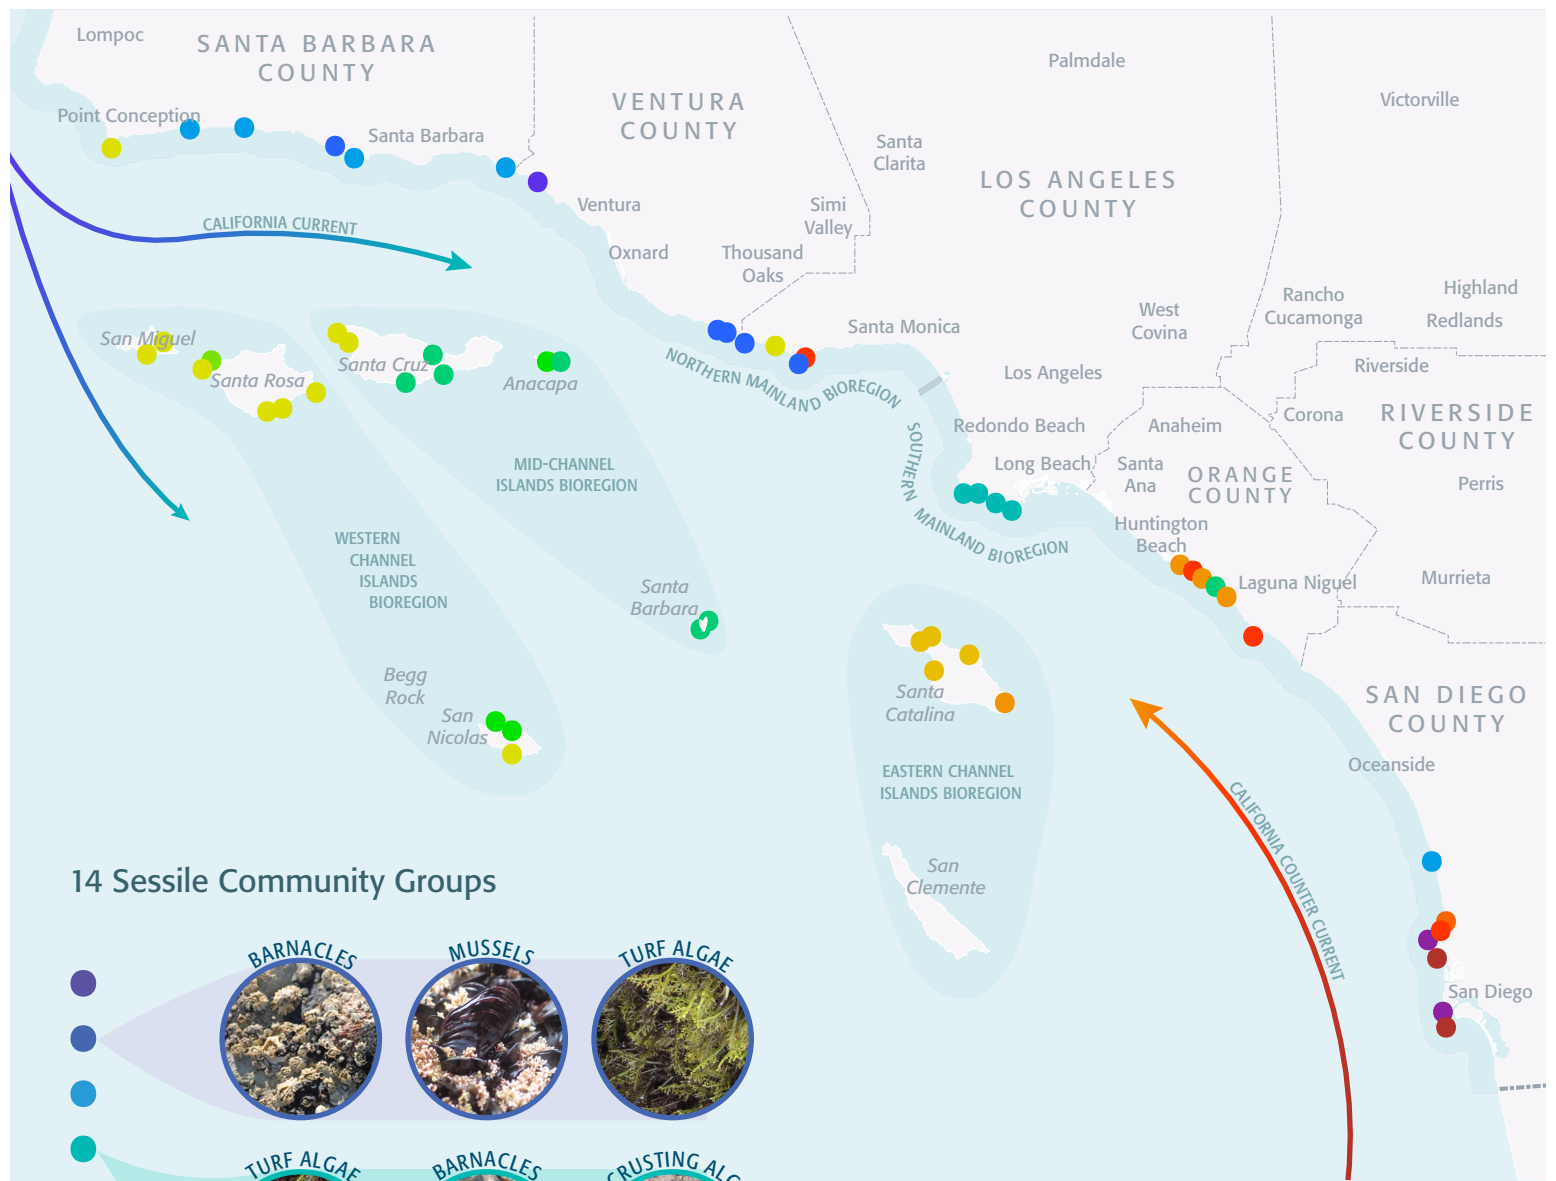 Lompoc
SANTA BARBARA
COUNTY
Palmdale
VENTURA
COUNTY
Victorville
Point Conception
Santa Barbara
Santa
Clarita
LOS ANGELES
COUNTY
Ventura
Simi
Valley
CALIFORNIA CURRENT
Oxnard
Thousand
Oaks
Highland
Rancho
Cucamonga
West
Covina
Redlands
Santa Monica
San Miguel
Santa Cruz
Riverside
NORTHERN MAINLAND BIOREGION
Los Angeles
Santa Rosa
Anacapa
Corona
RIVERSIDE
COUNTY
Redondo Beach
Anaheim
SOUTHERN MAINLAND BIOREGION
MID-CHANNEL
ISLANDS BIOREGION
Long Beach
Santa
Ana
ORANGE
COUNTY
Perris
Huntington
Beach
WESTERN
CHANNEL
ISLANDS
BIOREGION
Laguna Niguel
Murrieta
Santa
Barbara
Begg
Rock
San
Nicolas
Santa
Catalina
SAN DIEGO
COUNTY
EASTERN CHANNEL
ISLANDS BIOREGION
Oceanside
CALIFORNIA COUNTER CURRENT
San
Clemente
14 Sessile Community Groups
BARNACLES
MUSSELS
TURF ALGAE
San Diego
TURF ALGAE
BARNACLES
CRUSTING ALG